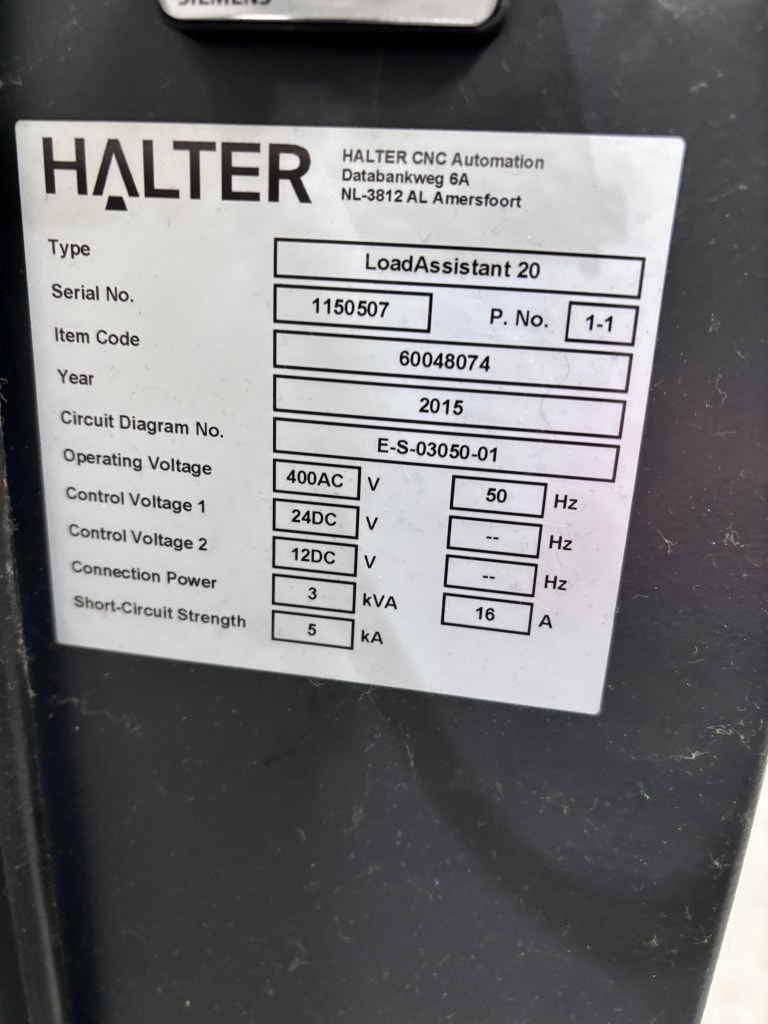 SIEMENS
HALTER
HALTER CNC Automation
Databankweg 6A
NL-3812 AL Amersfoort
Type LoadAssistant 20
Serial No. 1150507 P. No. 1-1
Item Code 60048074
Year 2015
Circuit Diagram No. E-S-03050-01
Operating Voltage 400AC V 50 Hz
Control Voltage 1 24DC V -- Hz
Control Voltage 2 12DC V -- Hz
Connection Power 3 kVA 16 A
Short-Circuit Strength 5 kA